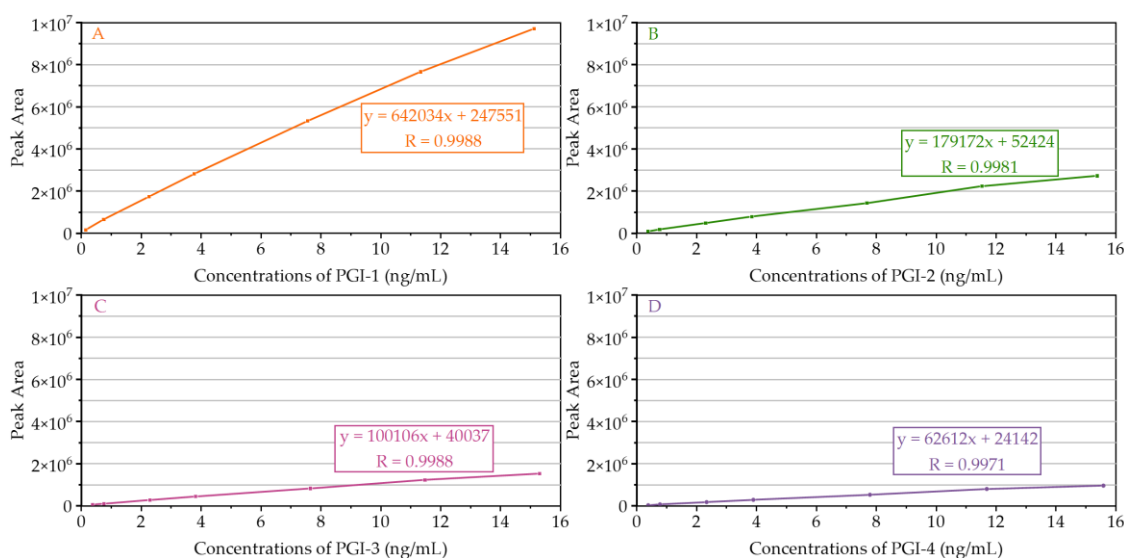 A
Peak Area
1×10⁷
8×10⁶
6×10⁶
4×10⁶
2×10⁶
0
y = 642034x + 247551
R = 0.9988
0 2 4 6 8 10 12 14 16
Concentrations of PGI-1 (ng/mL)
B
Peak Area
1×10⁷
8×10⁶
6×10⁶
4×10⁶
2×10⁶
0
y = 179172x + 52424
R = 0.9981
0 2 4 6 8 10 12 14 16
Concentrations of PGI-2 (ng/mL)
C
Peak Area
1×10⁷
8×10⁶
6×10⁶
4×10⁶
2×10⁶
0
y = 100106x + 40037
R = 0.9988
0 2 4 6 8 10 12 14 16
Concentrations of PGI-3 (ng/mL)
D
Peak Area
1×10⁷
8×10⁶
6×10⁶
4×10⁶
2×10⁶
0
y = 62612x + 24142
R = 0.9971
0 2 4 6 8 10 12 14 16
Concentrations of PGI-4 (ng/mL)